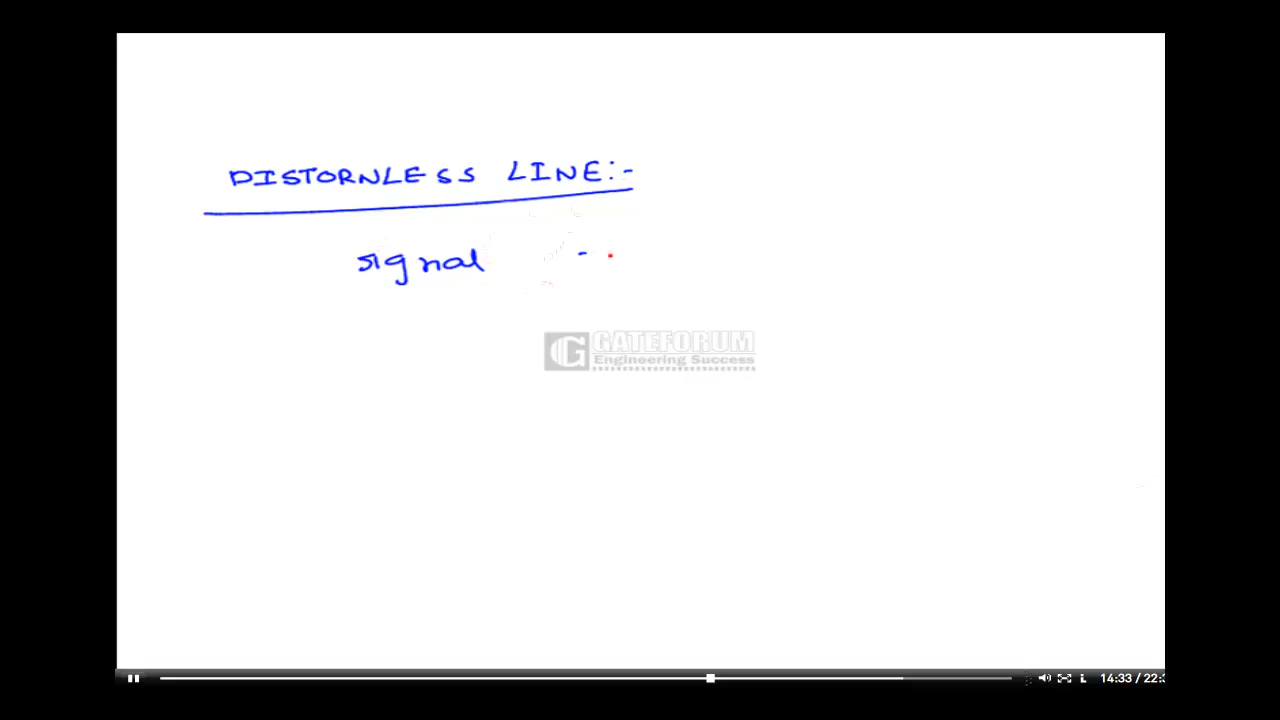 DISTORNLESS LINE:-
signal -
GATEFORUM
Engineering Success
14:33 / 22: